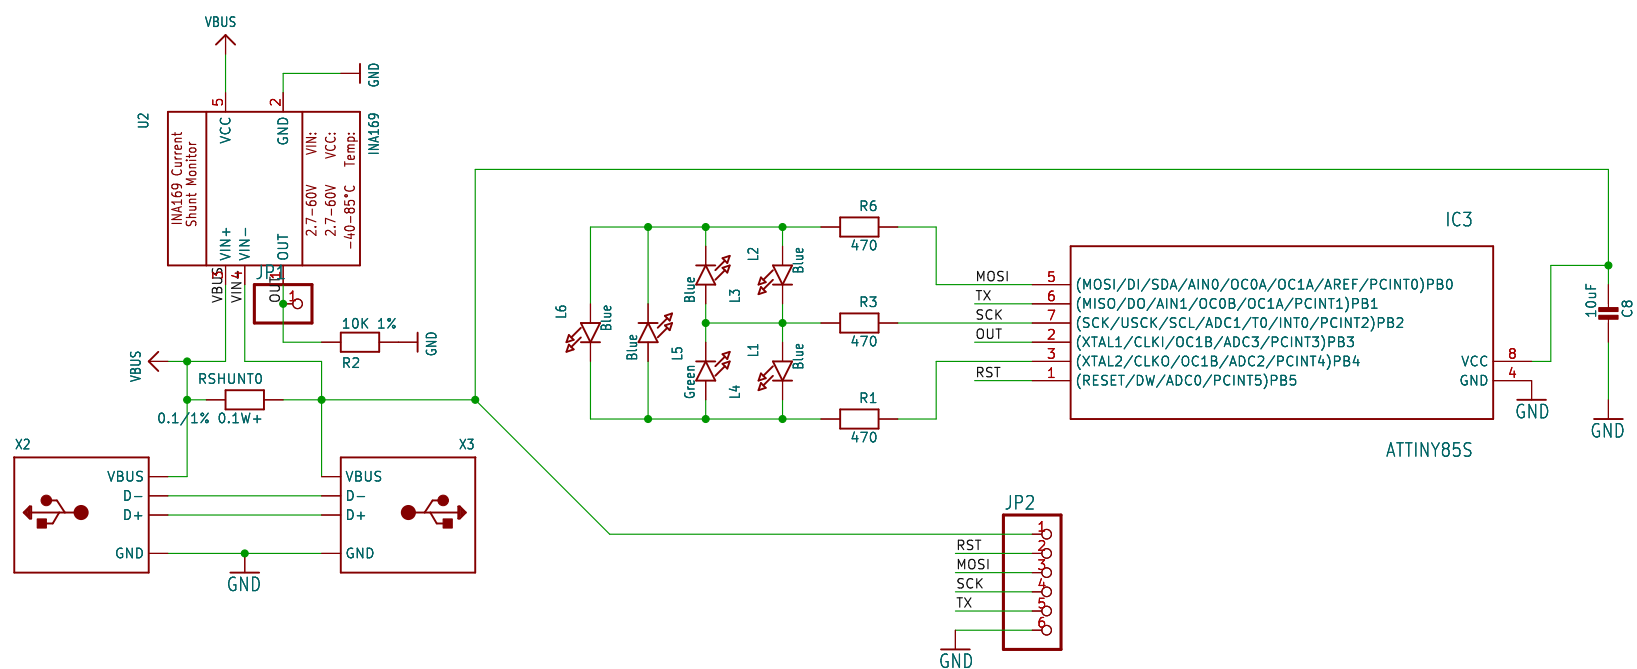 VBUS
GND
5
2
U2
INA169
VCC
GND
INA169 Current
Shunt Monitor
VIN:
2.7-60V
VCC:
2.7-60V
Temp:
-40-85°C
VIN+
VIN-
OUT
3
4
1
VBUS
VIN
OUT
JP1
1
10K 1%
R2
GND
VBUS
RSHUNT0
0.1/1% 0.1W+
X2
VBUS
D-
D+
GND
X3
VBUS
D-
D+
GND
GND
L6
Blue
Blue
L5
Blue
L3
L2
Blue
Green
L4
L1
Blue
R6
470
R3
470
R1
470
IC3
MOSI
5
(MOSI/DI/SDA/AIN0/OC0A/OC1A/AREF/PCINT0)PB0
TX
6
(MISO/DO/AIN1/OC0B/OC1A/PCINT1)PB1
SCK
7
(SCK/USCK/SCL/ADC1/T0/INT0/PCINT2)PB2
OUT
2
(XTAL1/CLKI/OC1B/ADC3/PCINT3)PB3
3
(XTAL2/CLKO/OC1B/ADC2/PCINT4)PB4
RST
1
(RESET/DW/ADC0/PCINT5)PB5
VCC
8
GND
4
GND
ATTINY85S
10uF
C8
GND
JP2
1
RST
2
MOSI
3
SCK
4
TX
5
6
GND